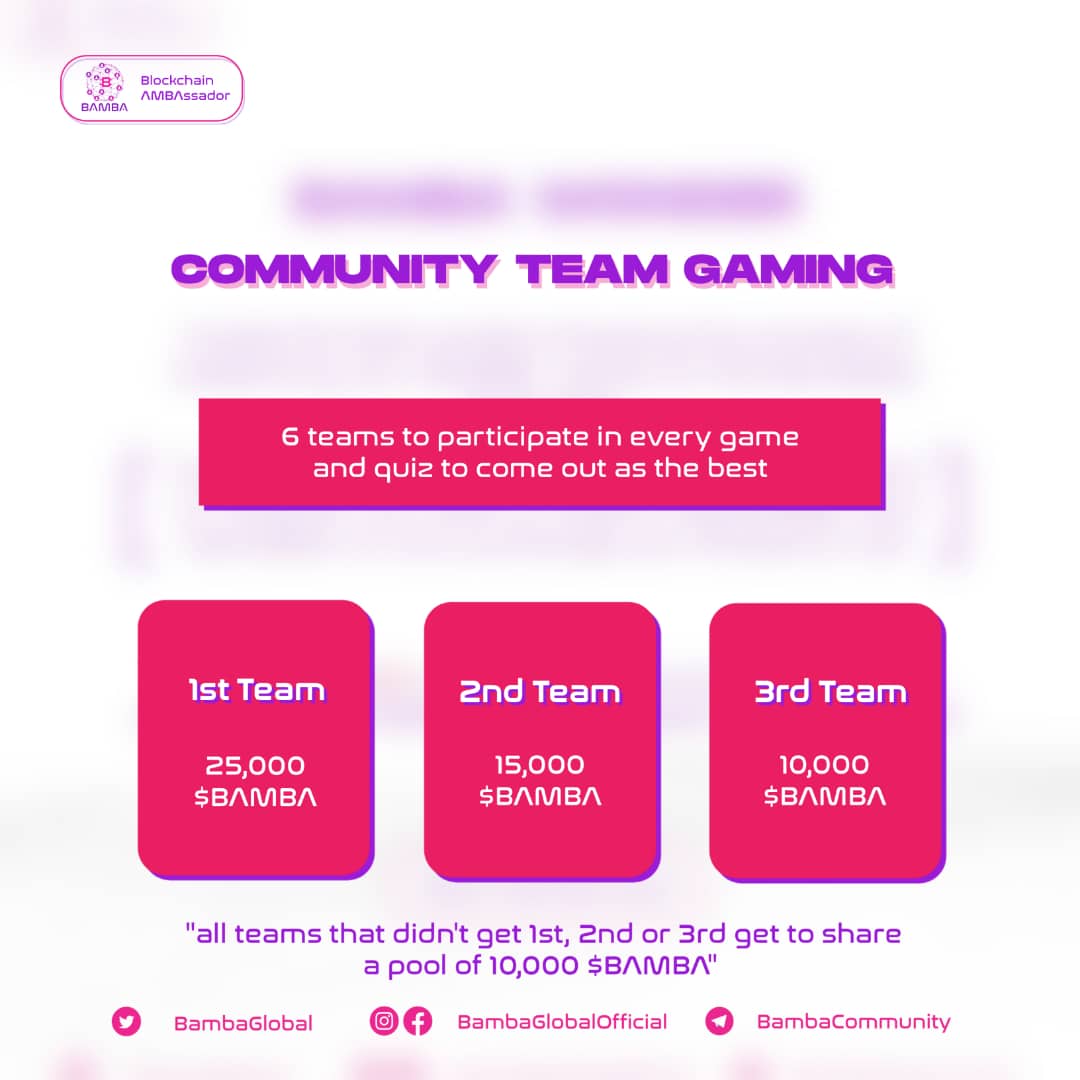 BAMBA
Blockchain
AMBAssador
COMMUNITY TEAM GAMING
6 teams to participate in every game
and quiz to come out as the best
1st Team
25,000
$BAMBA
2nd Team
15,000
$BAMBA
3rd Team
10,000
$BAMBA
"all teams that didn't get 1st, 2nd or 3rd get to share
a pool of 10,000 $BAMBA"
BambaGlobal
BambaGlobalOfficial
BambaCommunity